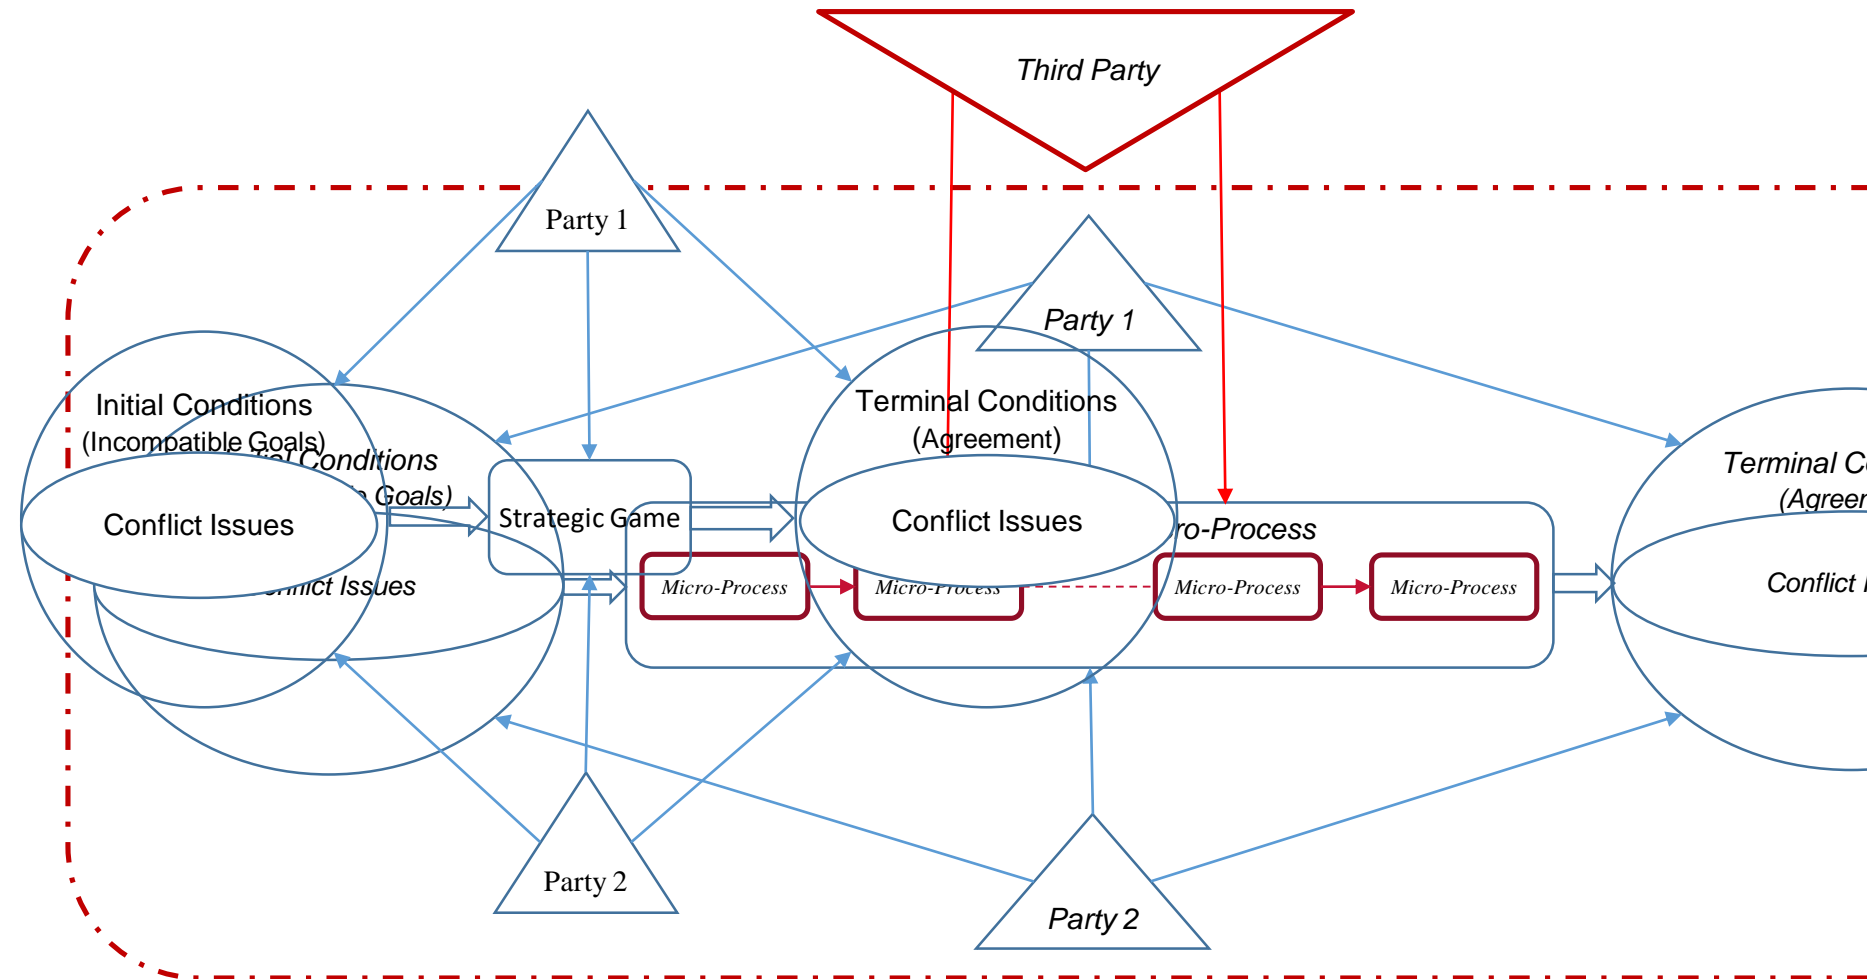 Third Party
Party 1
Party 1
Initial Conditions
(Incompatible Goals)
Conditions
Goals)
Terminal Conditions
(Agreement)
Terminal
Conflict Issues
Strategic Game
Conflict Issues
ro-Process
Issues
Micro-Process
Micro-Process
Micro-Process
Micro-Process
Conflict
Party 2
Party 2